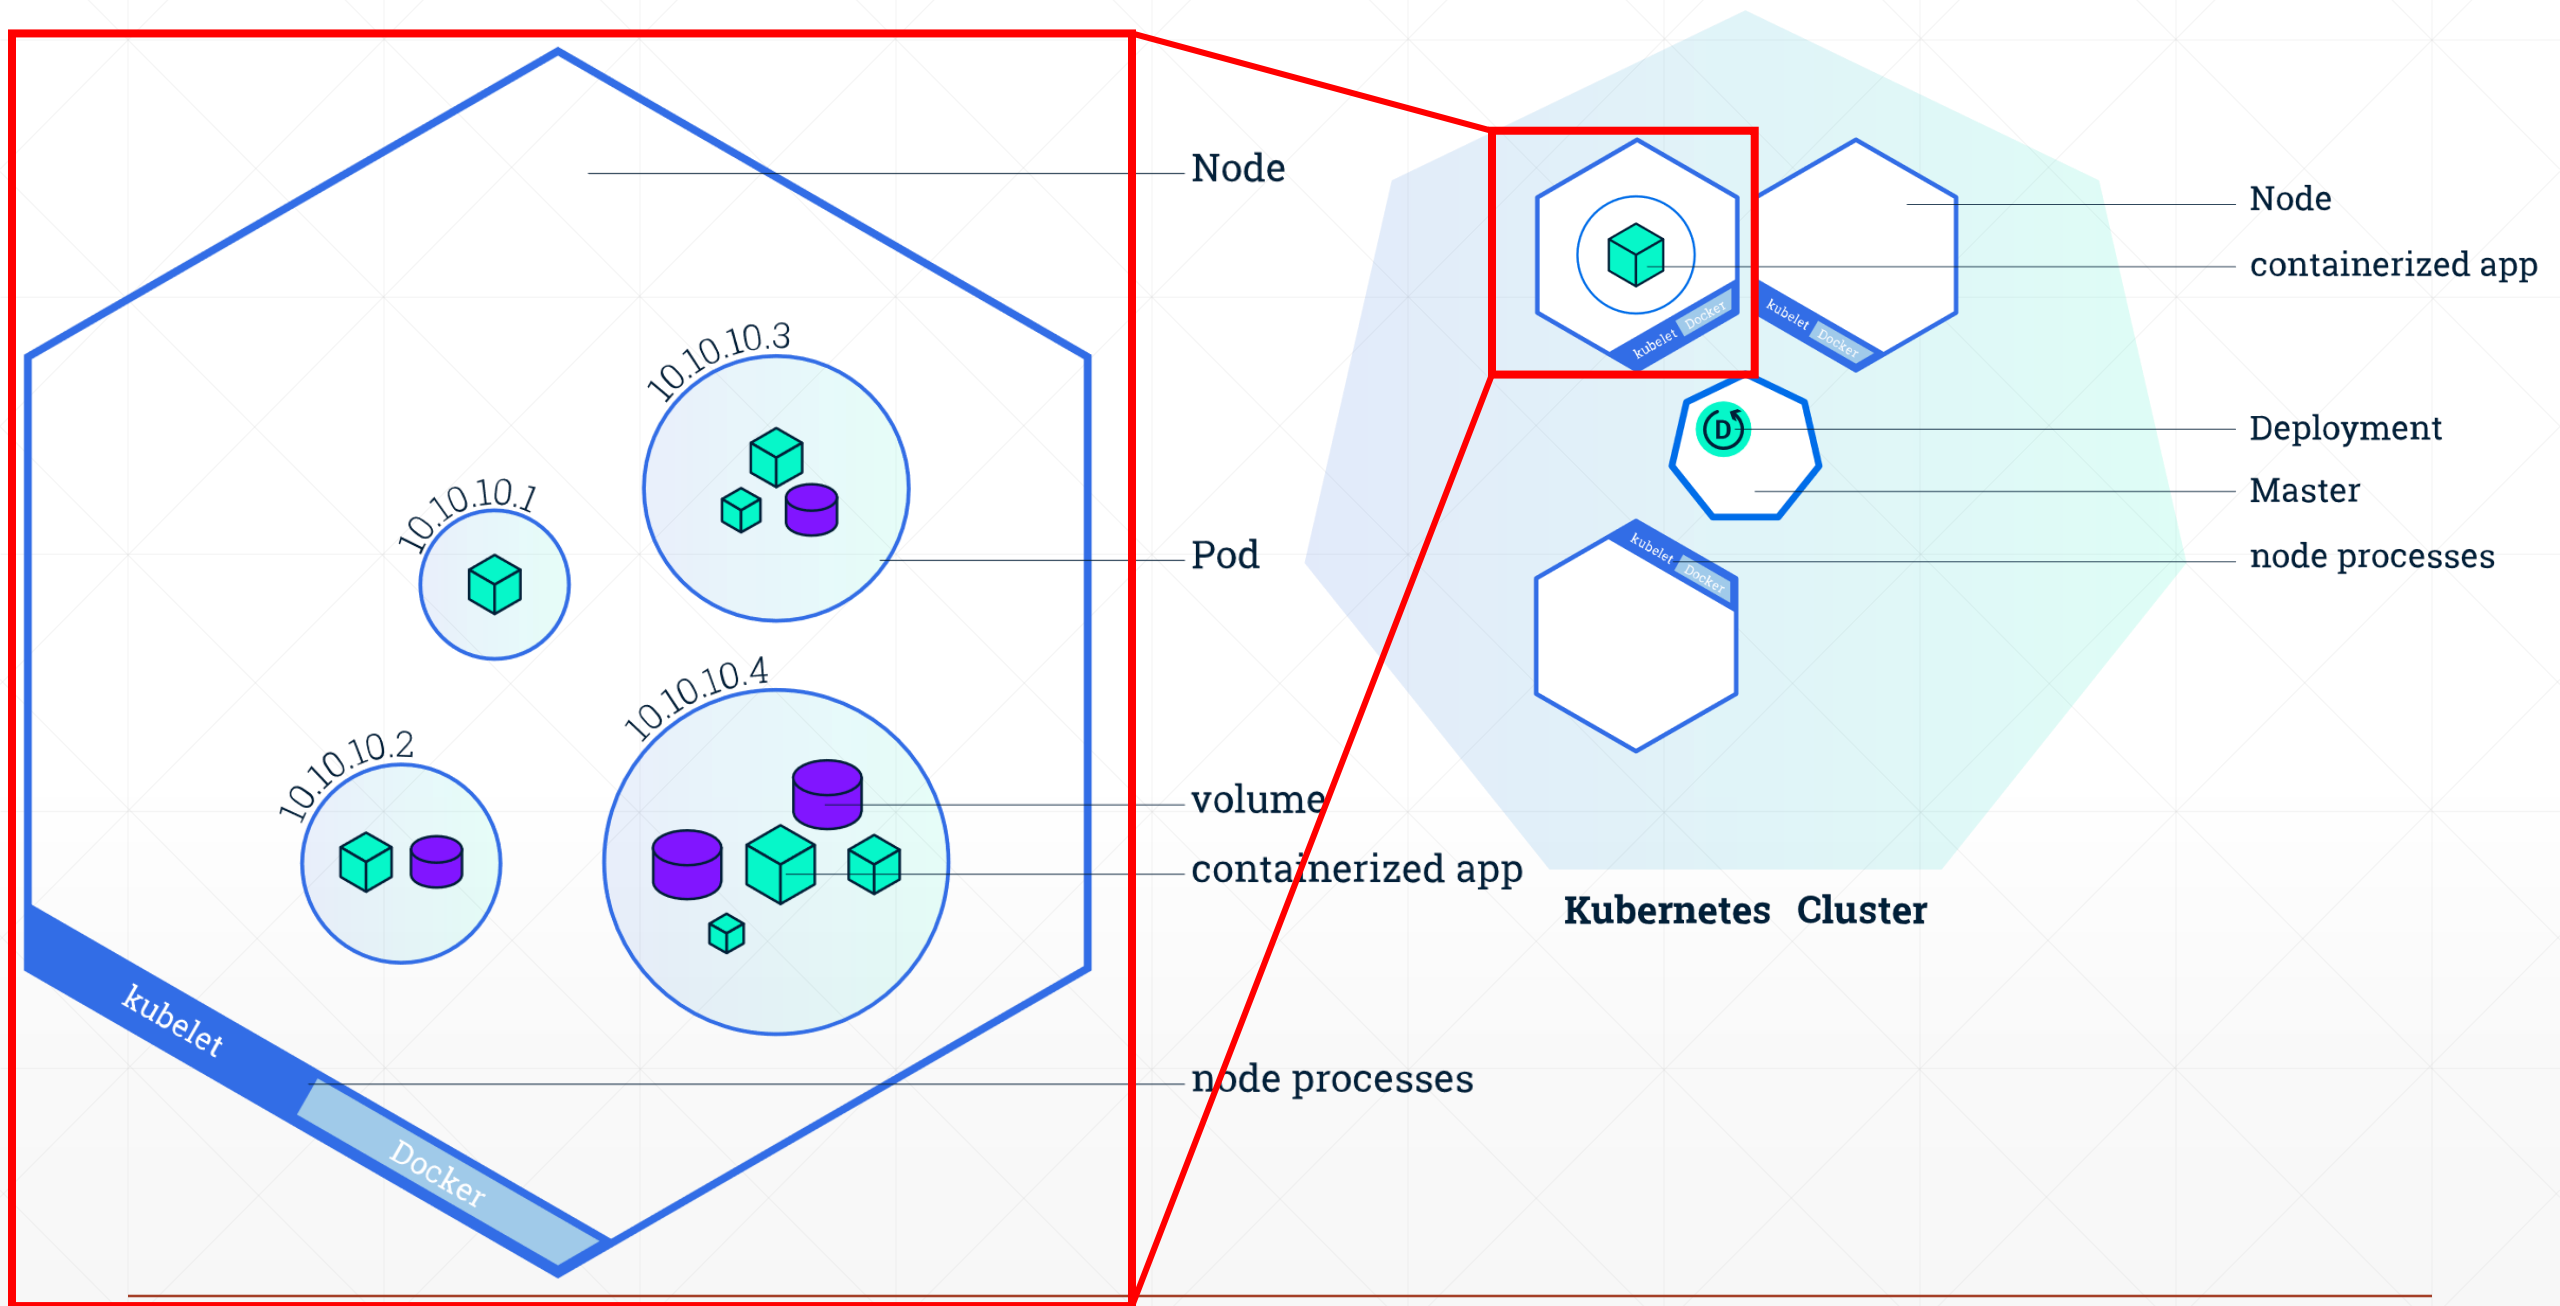 Node
10.10.10.3
10.10.10.1
Pod
10.10.10.4
10.10.10.2
volume
containerized app
kubelet
node processes
Docker
Node
containerized app
kubelet
Docker
kubelet
Docker
D
Deployment
Master
kubelet
Docker
node processes
Kubernetes Cluster